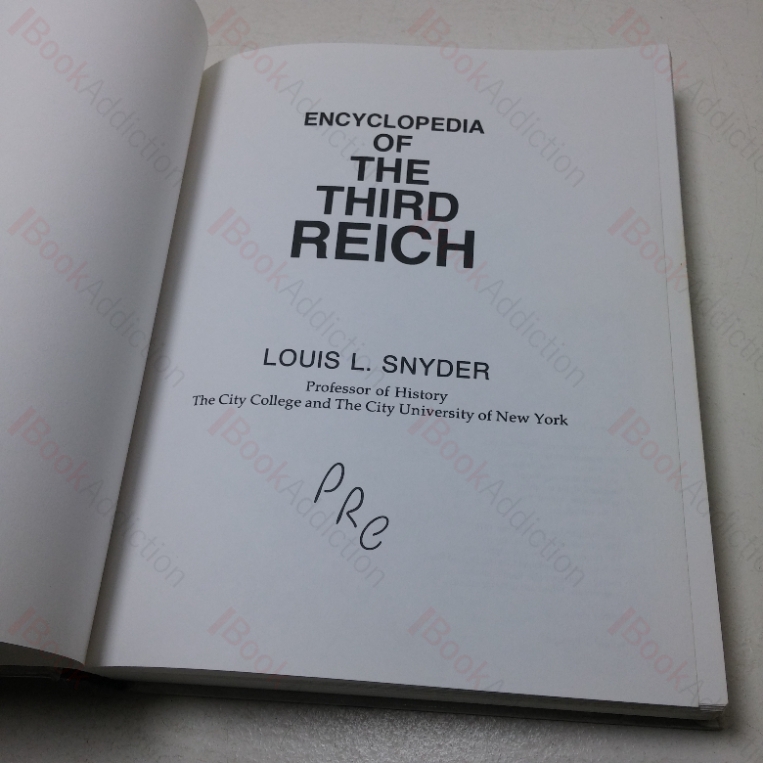 ENCYCLOPEDIA
OF
THE
THIRD
REICH
LOUIS L. SNYDER
Professor of History
The City College and The City University of New York
PRC
BookAddiction